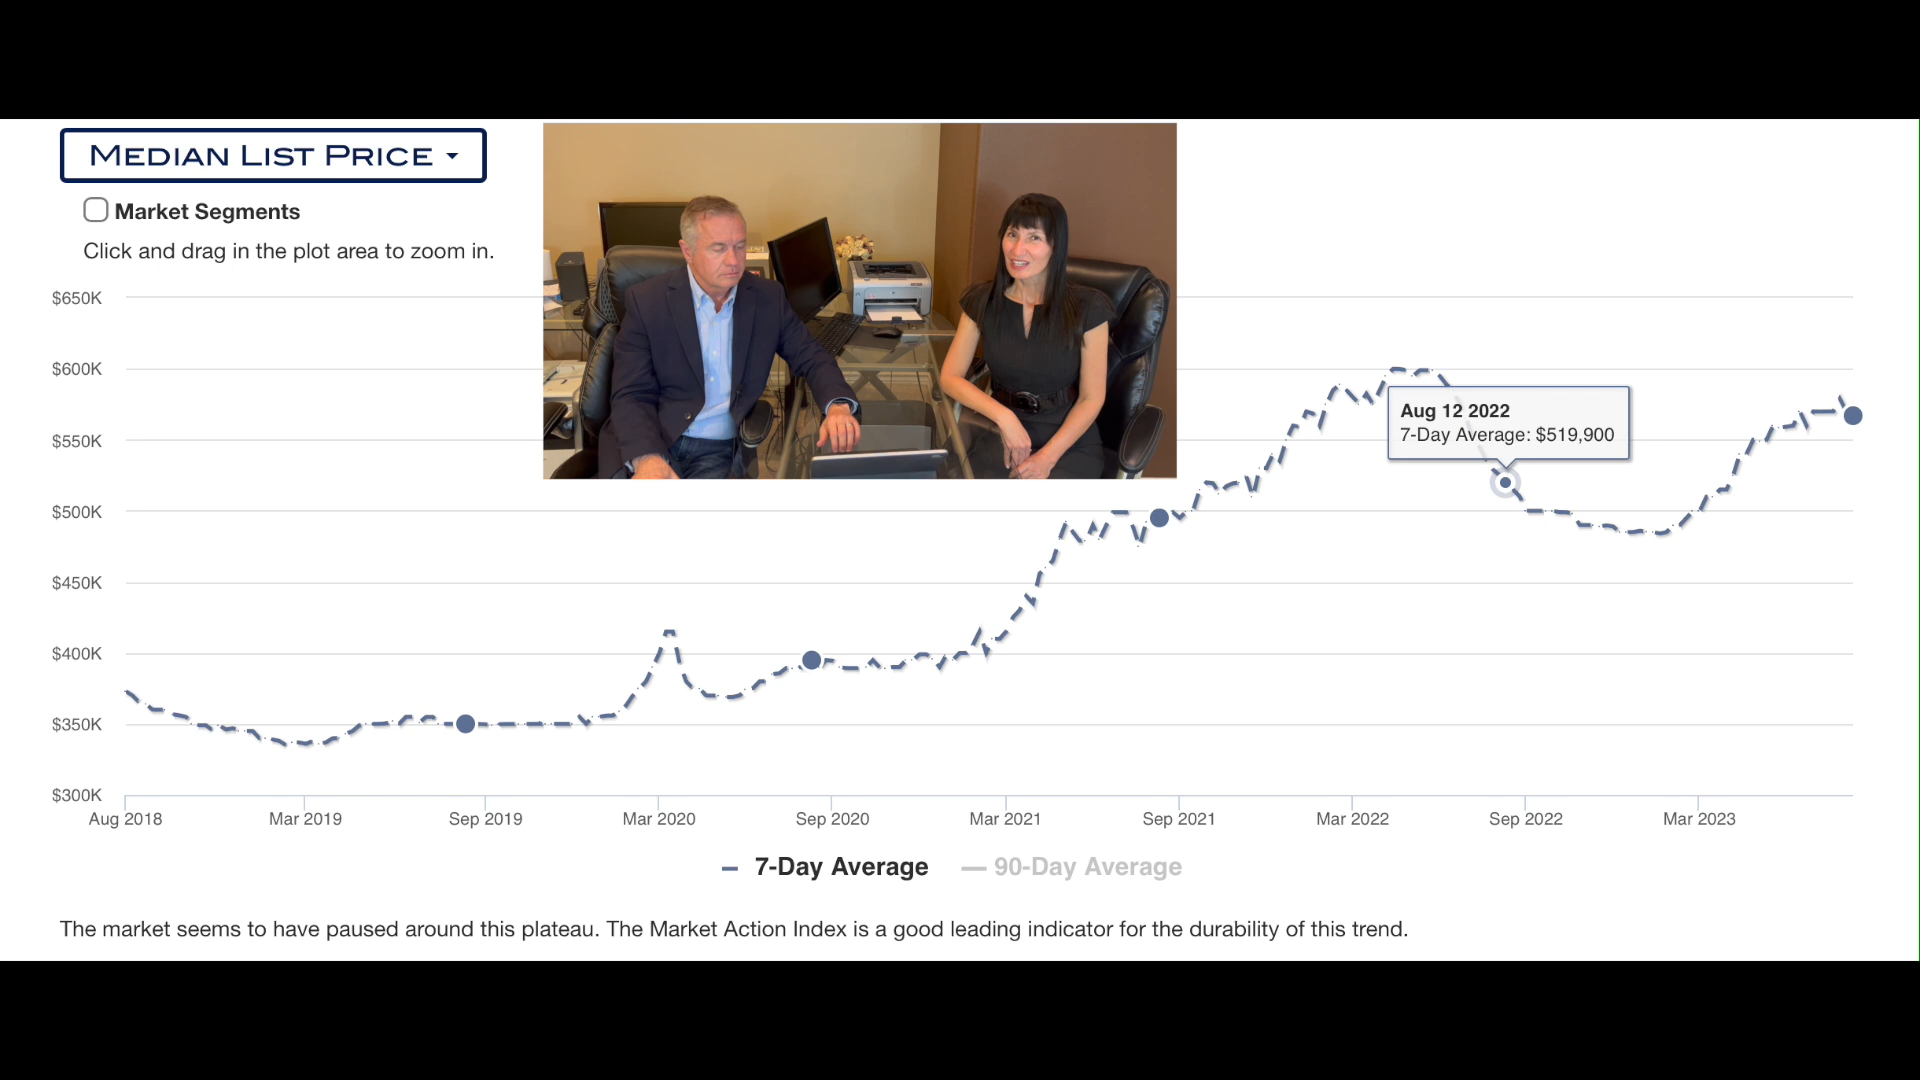 MEDIAN LIST PRICE
Market Segments
Click and drag in the plot area to zoom in.
$650K
$600K
$550K
$500K
$450K
$400K
$350K
$300K
Aug 12 2022
7-Day Average: $519,900
Aug 2018 Mar 2019 Sep 2019 Mar 2020 Sep 2020 Mar 2021 Sep 2021 Mar 2022 Sep 2022 Mar 2023
7-Day Average 90-Day Average
The market seems to have paused around this plateau. The Market Action Index is a good leading indicator for the durability of this trend.